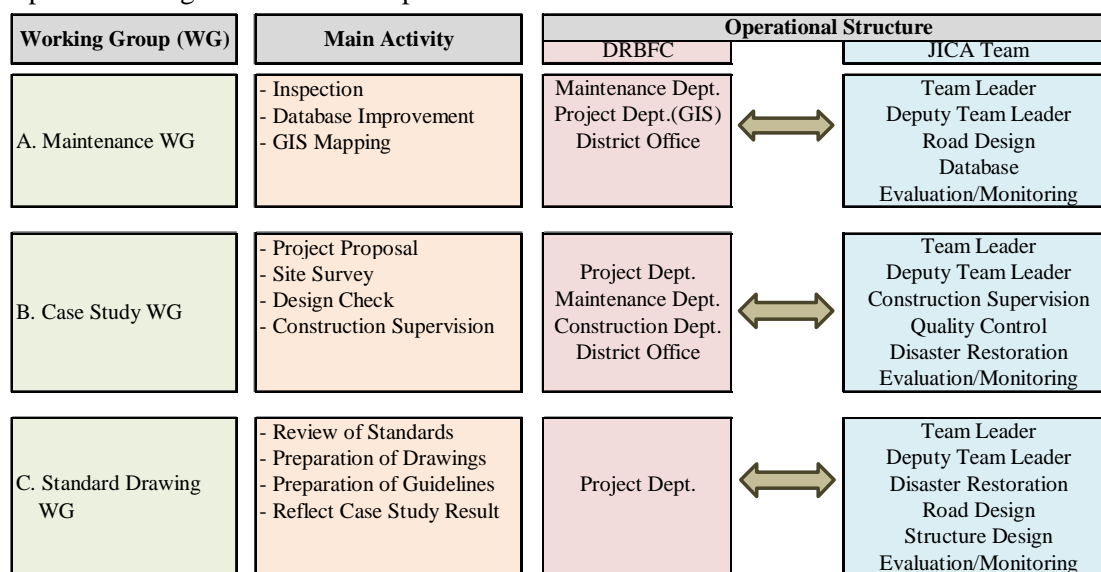 Working Group (WG)
Main Activity
Operational Structure
DRBFC
JICA Team
A. Maintenance WG
- Inspection
- Database Improvement
- GIS Mapping
Maintenance Dept.
Project Dept.(GIS)
District Office
Team Leader
Deputy Team Leader
Road Design
Database
Evaluation/Monitoring
B. Case Study WG
- Project Proposal
- Site Survey
- Design Check
- Construction Supervision
Project Dept.
Maintenance Dept.
Construction Dept.
District Office
Team Leader
Deputy Team Leader
Construction Supervision
Quality Control
Disaster Restoration
Evaluation/Monitoring
C. Standard Drawing
WG
- Review of Standards
- Preparation of Drawings
- Preparation of Guidelines
- Reflect Case Study Result
Project Dept.
Team Leader
Deputy Team Leader
Disaster Restoration
Road Design
Structure Design
Evaluation/Monitoring